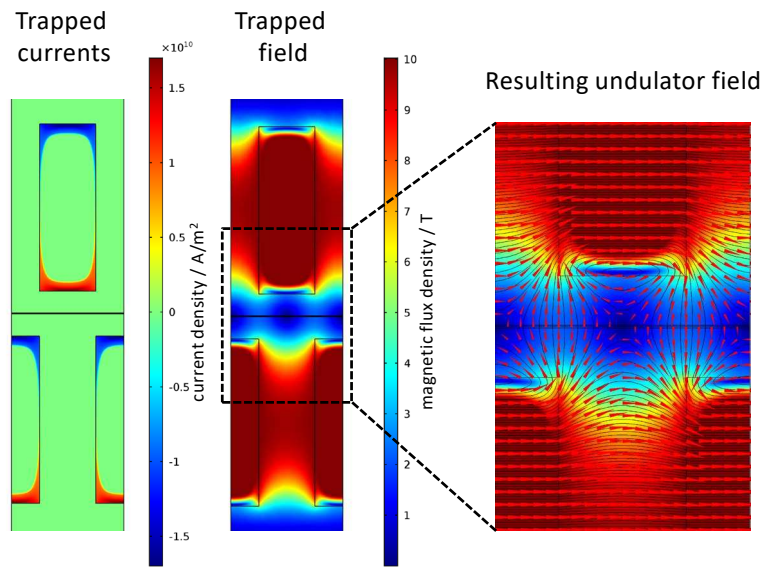 Trapped
currents
Trapped
field
Resulting undulator field
×10¹⁰
1.5
1
0.5
0
-0.5
-1
-1.5
current density / A/m²
10
9
8
7
6
5
4
3
2
1
magnetic flux density / T